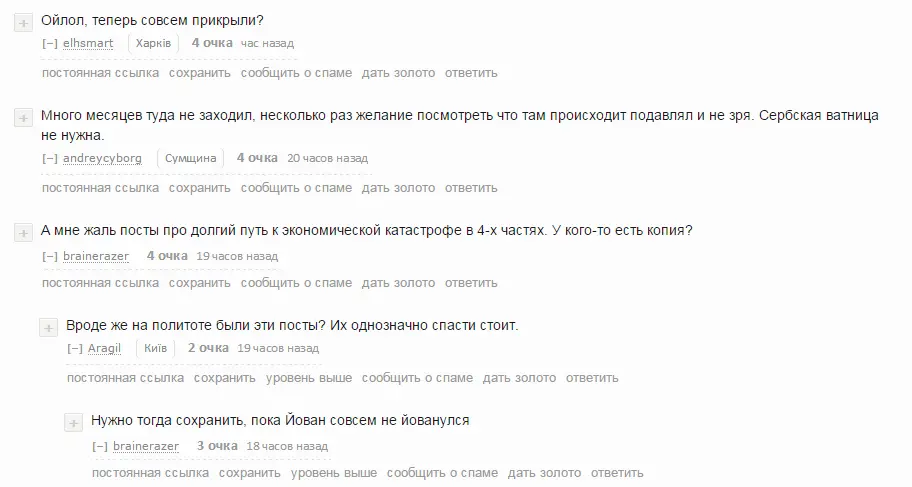 Ойлол, теперь совсем прикрыли?
[–] elhsmart Харків 4 очка час назад
постоянная ссылка сохранить сообщить о спаме дать золото ответить
Много месяцев туда не заходил, несколько раз желание посмотреть что там происходит подавлял и не зря. Сербская ватница
не нужна.
[–] andreycyborg Сумщина 4 очка 20 часов назад
постоянная ссылка сохранить сообщить о спаме дать золото ответить
А мне жаль посты про долгий путь к экономической катастрофе в 4-х частях. У кого-то есть копия?
[–] brainerazer 4 очка 19 часов назад
постоянная ссылка сохранить сообщить о спаме дать золото ответить
Вроде же на политоте были эти посты? Их однозначно спасти стоит.
[–] Aragil Київ 2 очка 19 часов назад
постоянная ссылка сохранить уровень выше сообщить о спаме дать золото ответить
Нужно тогда сохранить, пока Йован совсем не йованулся
[–] brainerazer 3 очка 18 часов назад
постоянная ссылка сохранить уровень выше сообщить о спаме дать золото ответить